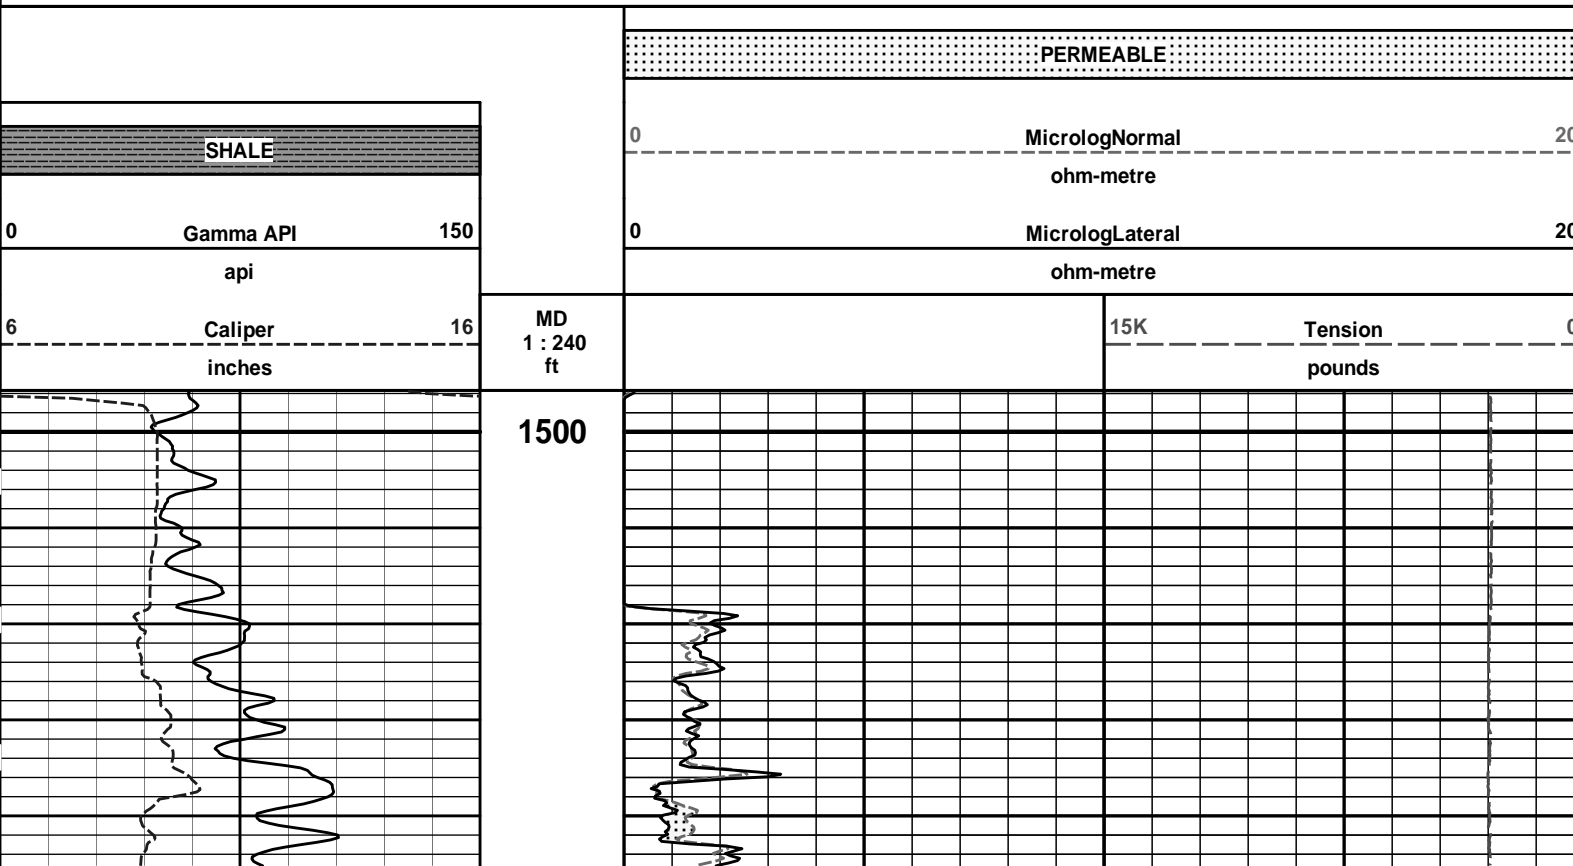 PERMEABLE
0 MicrologNormal 20
ohm-metre
SHALE
0 Gamma API 150
api
0 MicrologLateral 20
ohm-metre
6 Caliper 16
inches
MD
1 : 240
ft
15K Tension 0
pounds
1500